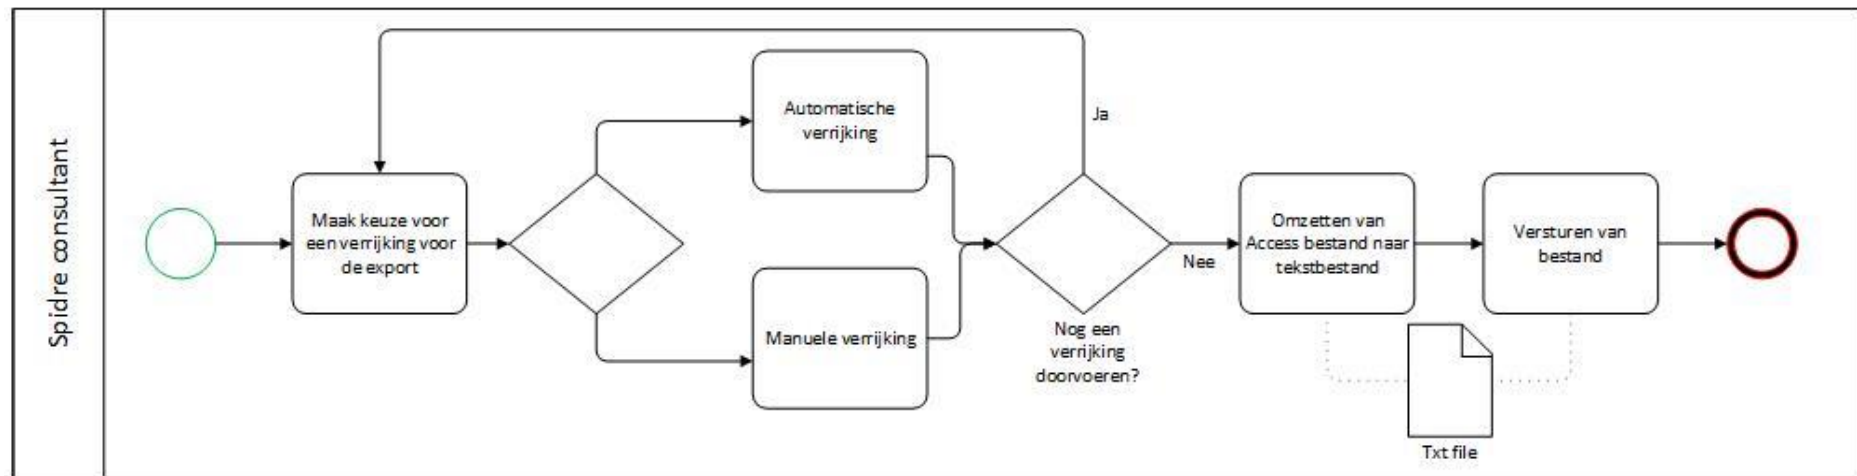 Spidre consultant
Maak keuze voor
een verrijking voor
de export
Automatische
verrijking
Manuele verrijking
Ja
Nee
Nog een
verrijking
doorvoeren?
Omzetten van
Access bestand naar
tekstbestand
Versturen van
bestand
Txt file